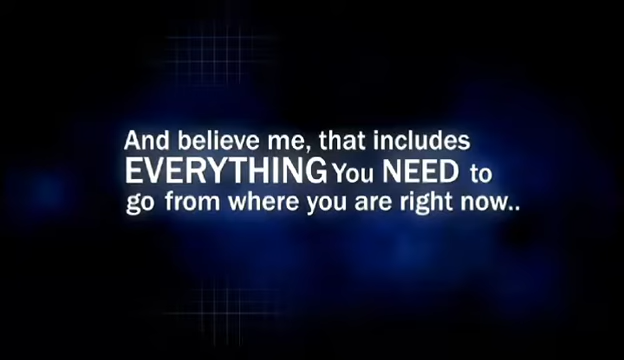 And believe me, that includes
EVERYTHING You NEED to
go from where you are right now..